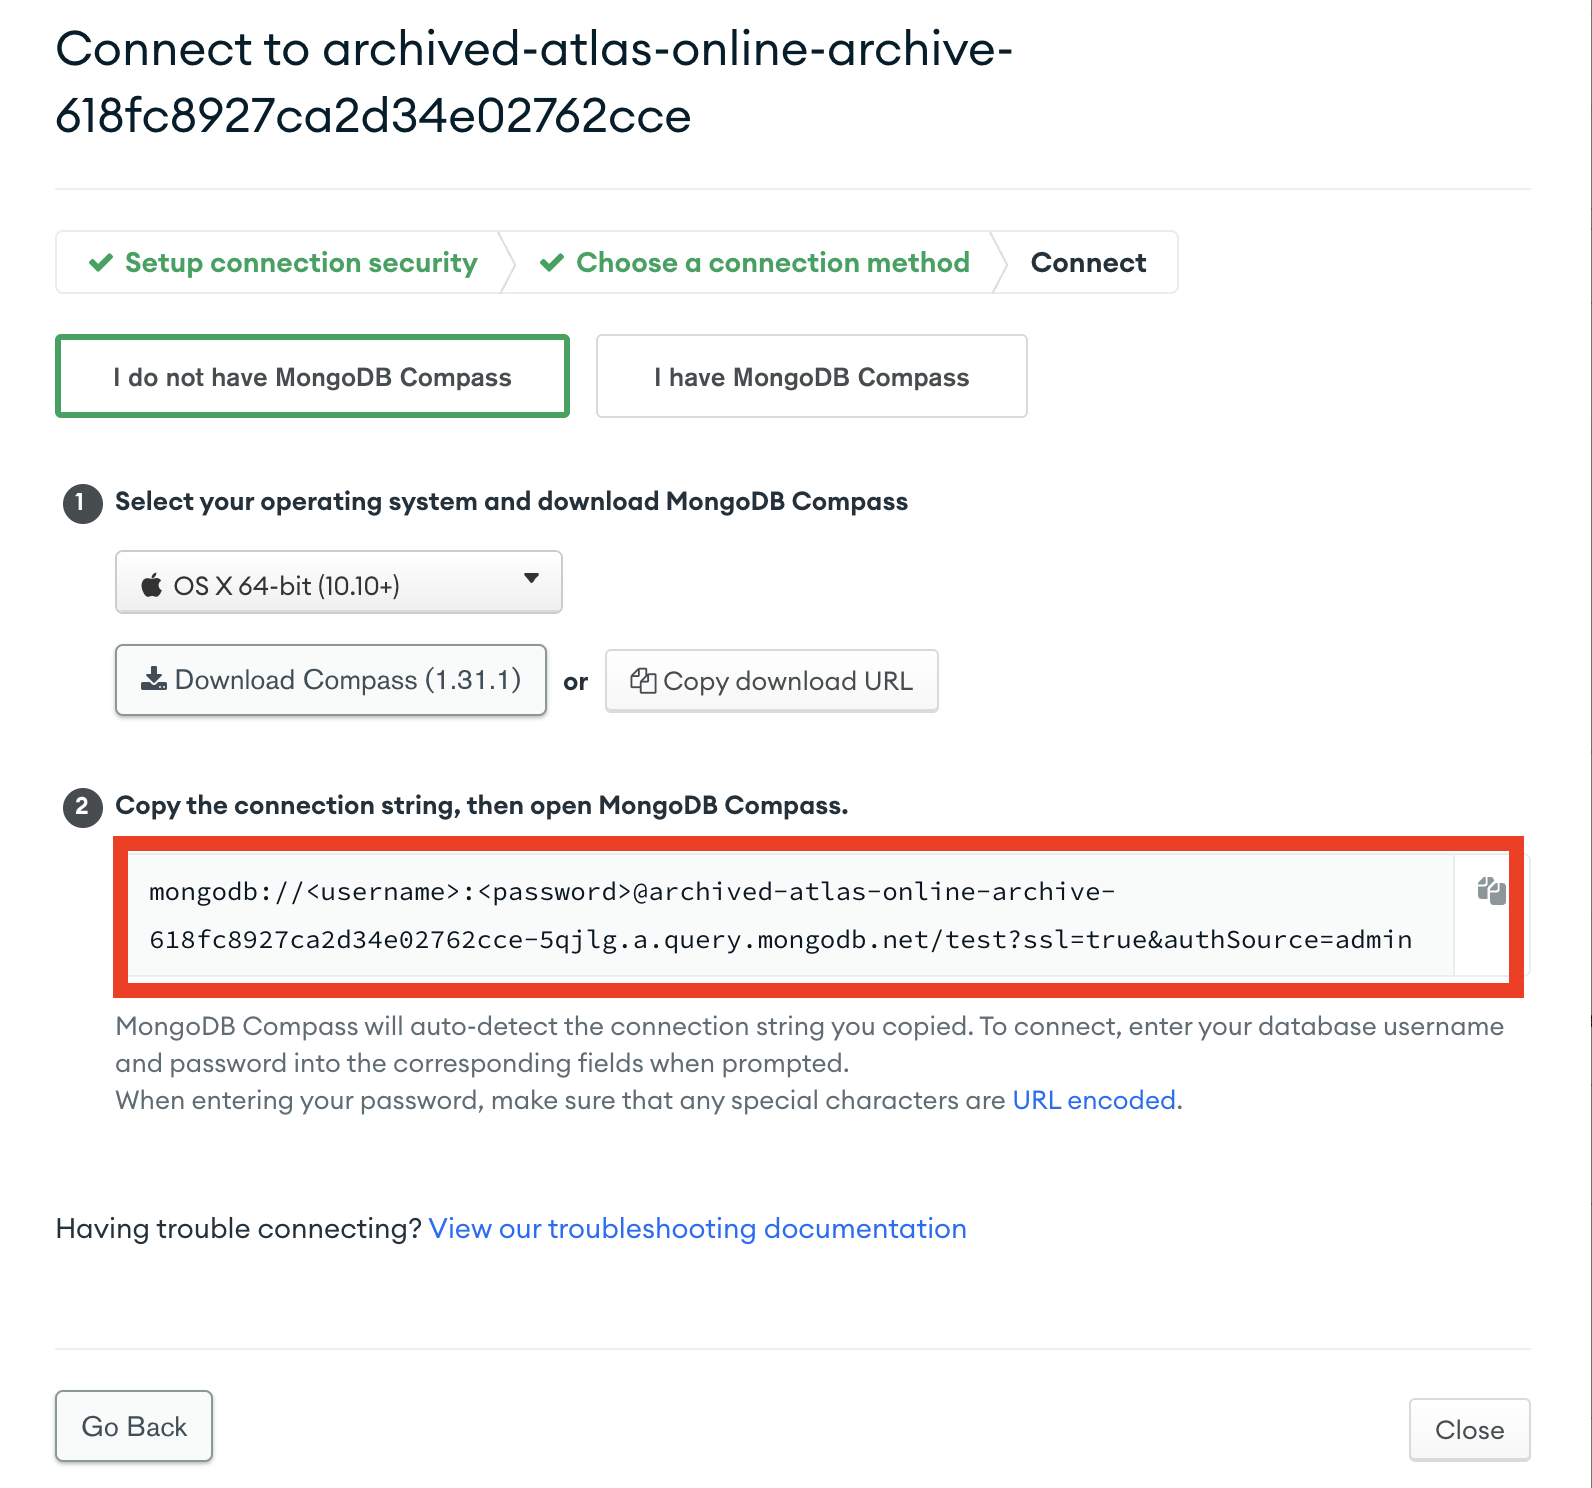 Connect to archived-atlas-online-archive-
618fc8927ca2d34e02762cce
Setup connection security
Choose a connection method
Connect
I do not have MongoDB Compass
I have MongoDB Compass
1 Select your operating system and download MongoDB Compass
OS X 64-bit (10.10+)
Download Compass (1.31.1) or Copy download URL
2 Copy the connection string, then open MongoDB Compass.
mongodb://<username>:<password>@archived-atlas-online-archive-
618fc8927ca2d34e02762cce-5qjlg.a.query.mongodb.net/test?ssl=true&authSource=admin
MongoDB Compass will auto-detect the connection string you copied. To connect, enter your database username
and password into the corresponding fields when prompted.
When entering your password, make sure that any special characters are URL encoded.
Having trouble connecting? View our troubleshooting documentation
Go Back
Close